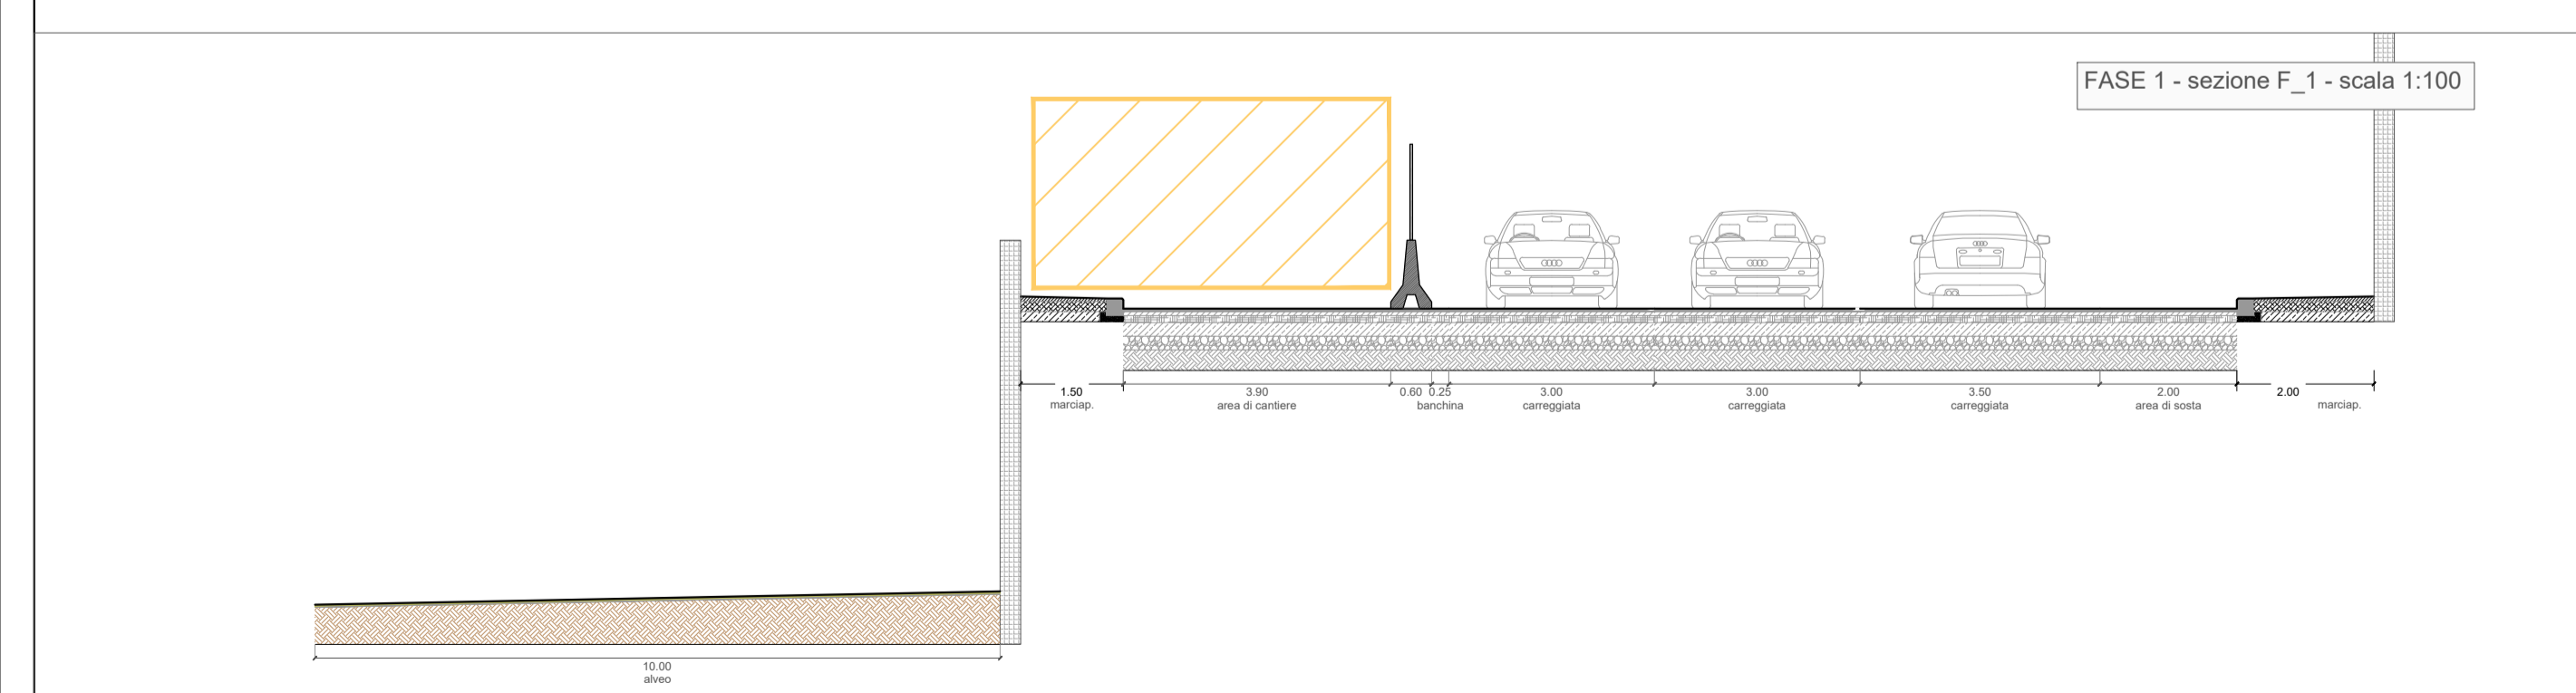 FASE 1 - sezione F_1 - scala 1:100
1.50 3.90 0.60 0.25 3.00 3.00 3.50 2.00 2.00
marciap. area di cantiere banchina carreggiata carreggiata carreggiata area di sosta marciap.
10.00
alveo